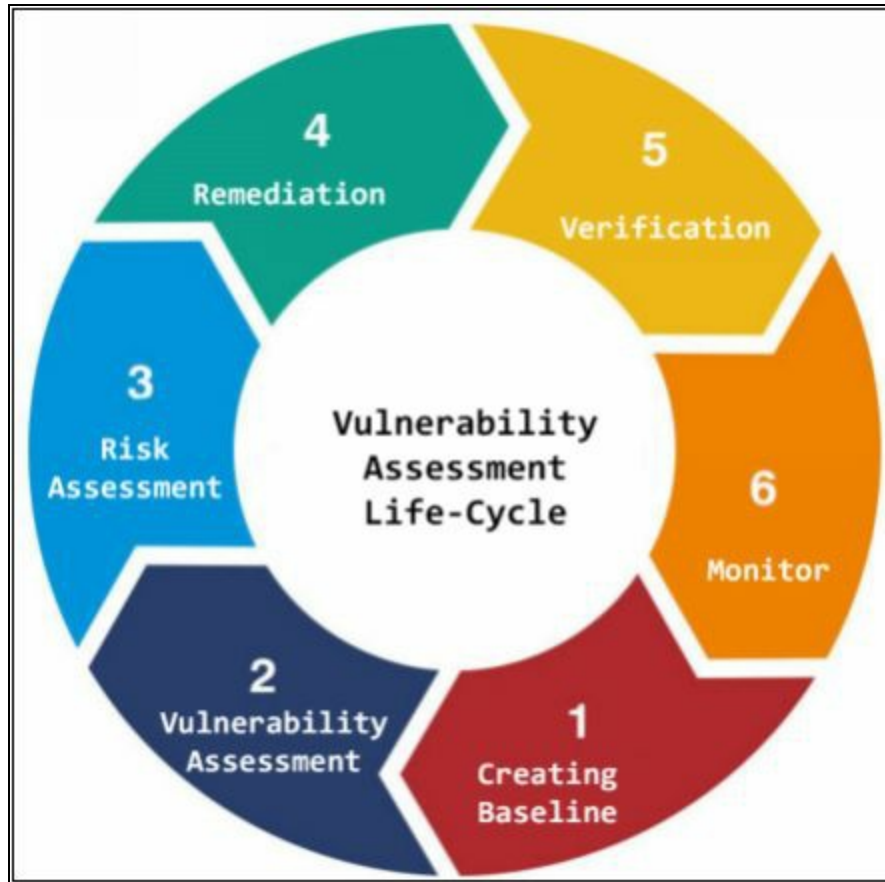 4
Remediation
5
Verification
3
Risk
Assessment
Vulnerability
Assessment
Life-Cycle
6
Monitor
2
Vulnerability
Assessment
1
Creating
Baseline